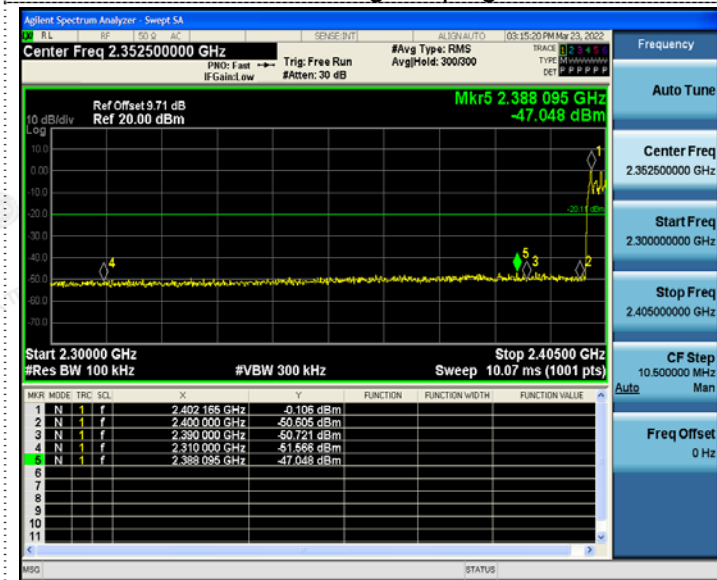 Agilent Spectrum Analyzer - Swept SA
RL RF 50 Ω AC SENSE:INT ALIGN AUTO 03:15:20 PM Mar 23, 2022
Center Freq 2.352500000 GHz
PNO: Fast
IFGain:Low
Trig: Free Run
#Atten: 30 dB
#Avg Type: RMS
Avg|Hold: 300/300
TRACE 1 2 3 4 5 6
TYPE M
DET P P P P P P
Mkr5 2.388 095 GHz
-47.048 dBm
Ref Offset 9.71 dB
10 dB/div Ref 20.00 dBm
Log
10.0
0.00
-10.0
-20.0
-30.0
-40.0
-50.0
-60.0
-70.0
1
-20.11 dBm
4
5
3
2
Start 2.30000 GHz Stop 2.40500 GHz
#Res BW 100 kHz #VBW 300 kHz Sweep 10.07 ms (1001 pts)
MKR MODE TRC SCL X Y FUNCTION FUNCTION WIDTH FUNCTION VALUE
1 N 1 f 2.402 165 GHz -0.106 dBm
2 N 1 f 2.400 000 GHz -50.605 dBm
3 N 1 f 2.390 000 GHz -50.721 dBm
4 N 1 f 2.310 000 GHz -51.566 dBm
5 N 1 f 2.388 095 GHz -47.048 dBm
6
7
8
9
10
11
MSG STATUS
Frequency
Auto Tune
Center Freq
2.352500000 GHz
Start Freq
2.300000000 GHz
Stop Freq
2.405000000 GHz
CF Step
10.500000 MHz
Auto Man
Freq Offset
0 Hz